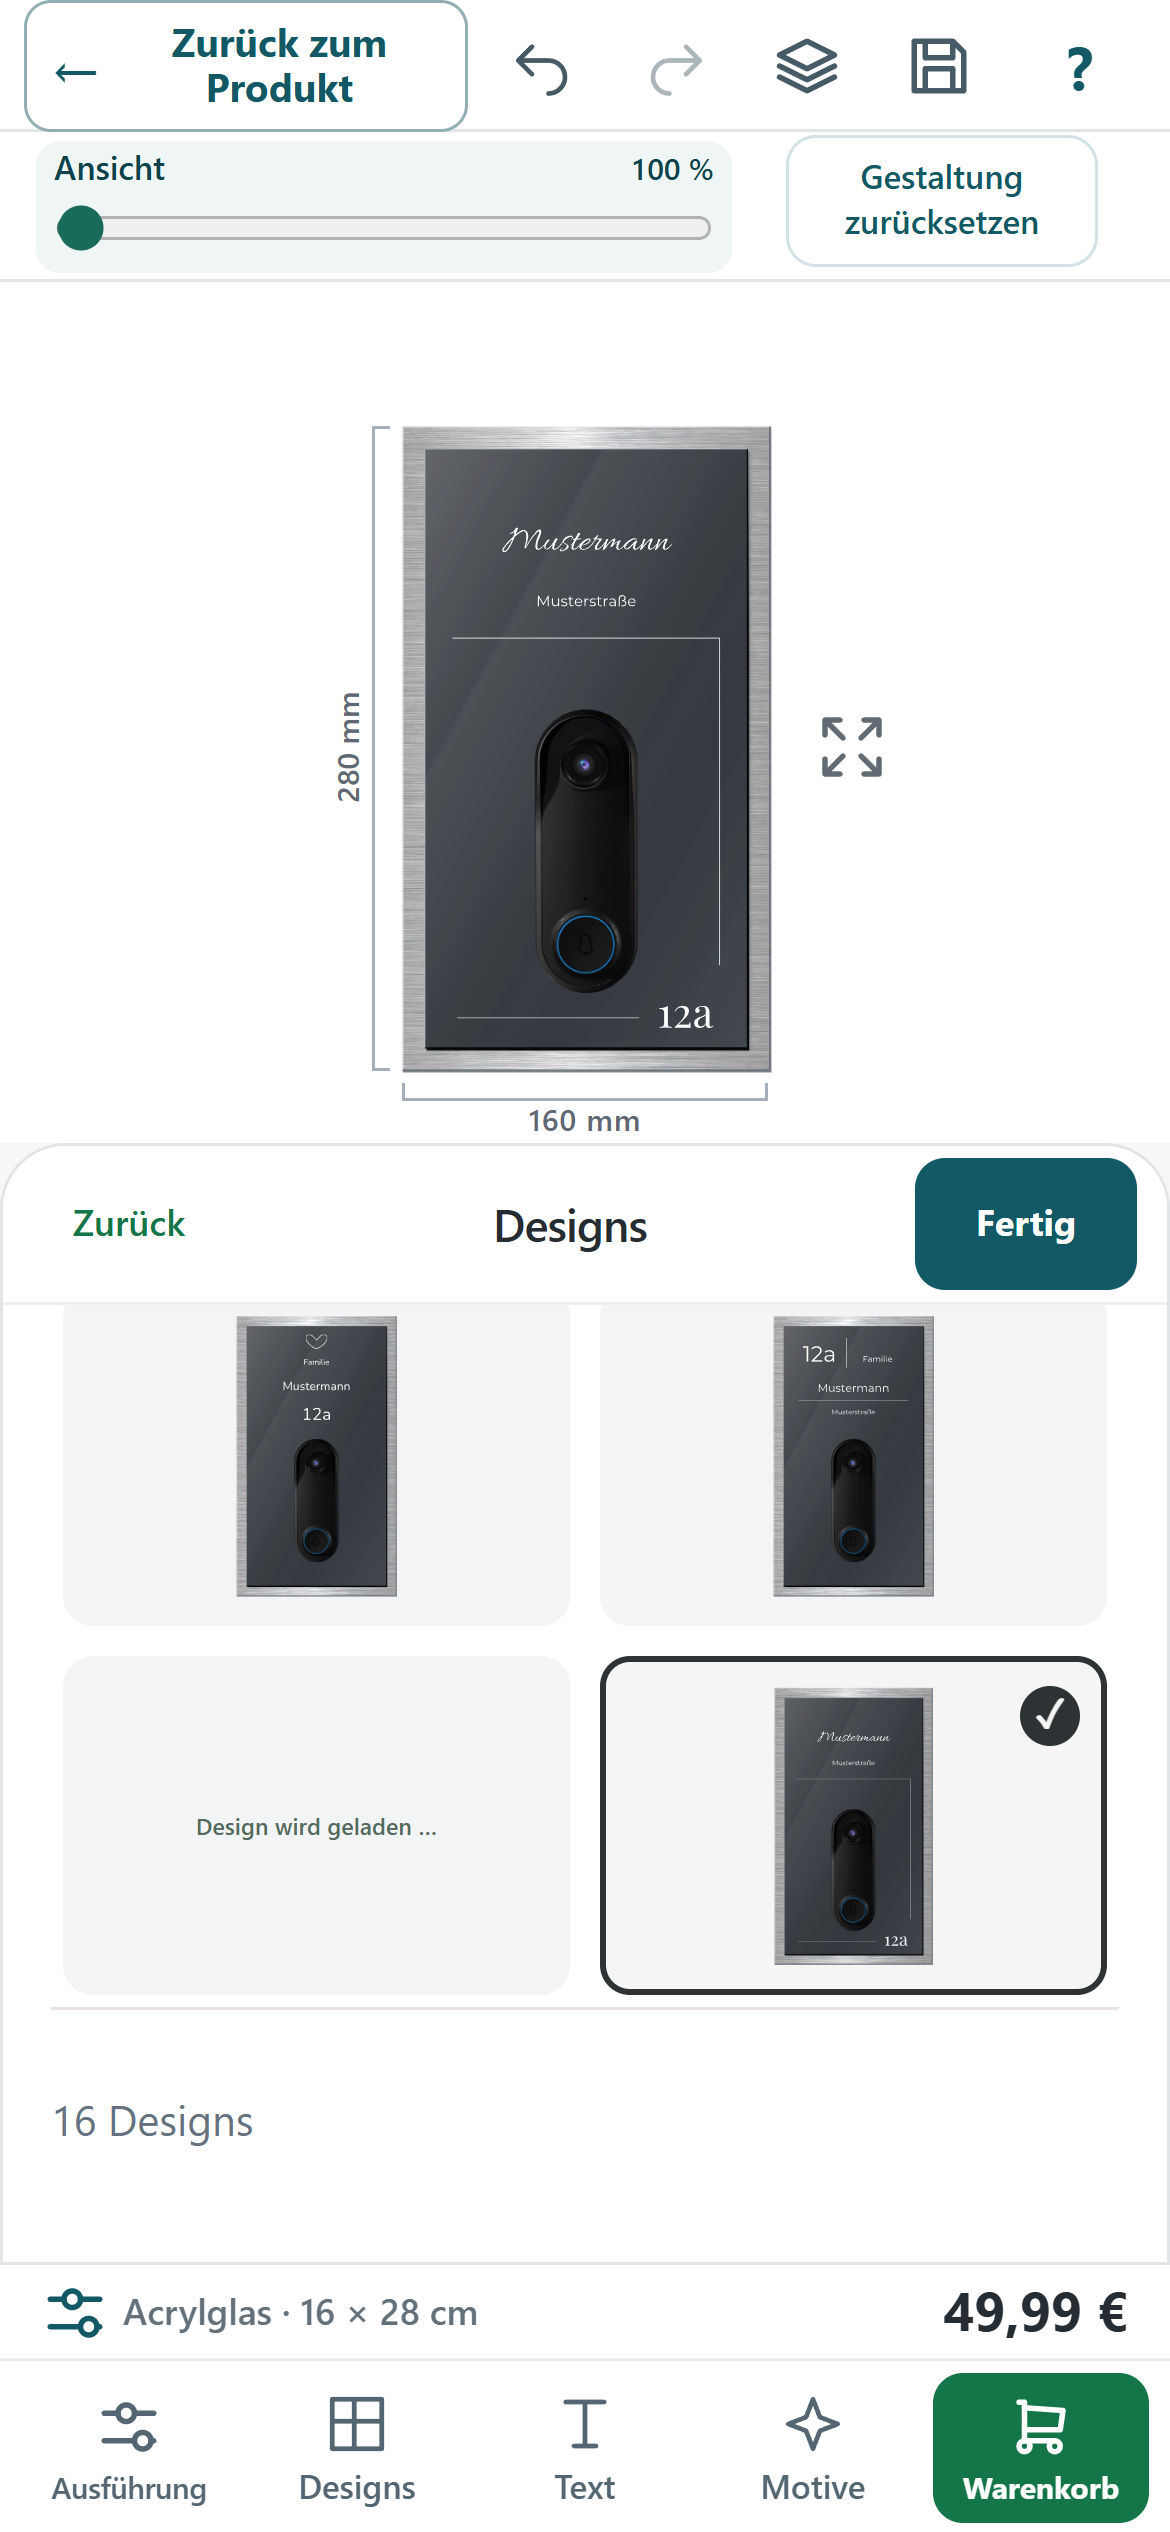 Zurück zum
Produkt
?
Ansicht
100 %
Gestaltung
zurücksetzen
Mustermann
Musterstraße
12a
280 mm
160 mm
Zurück
Designs
Fertig
Familie
Mustermann
12a
12a
Familie
Mustermann
Musterstraße
Design wird geladen ...
Mustermann
Musterstraße
12a
16 Designs
Acrylglas · 16 × 28 cm
49,99 €
Ausführung
Designs
Text
Motive
Warenkorb